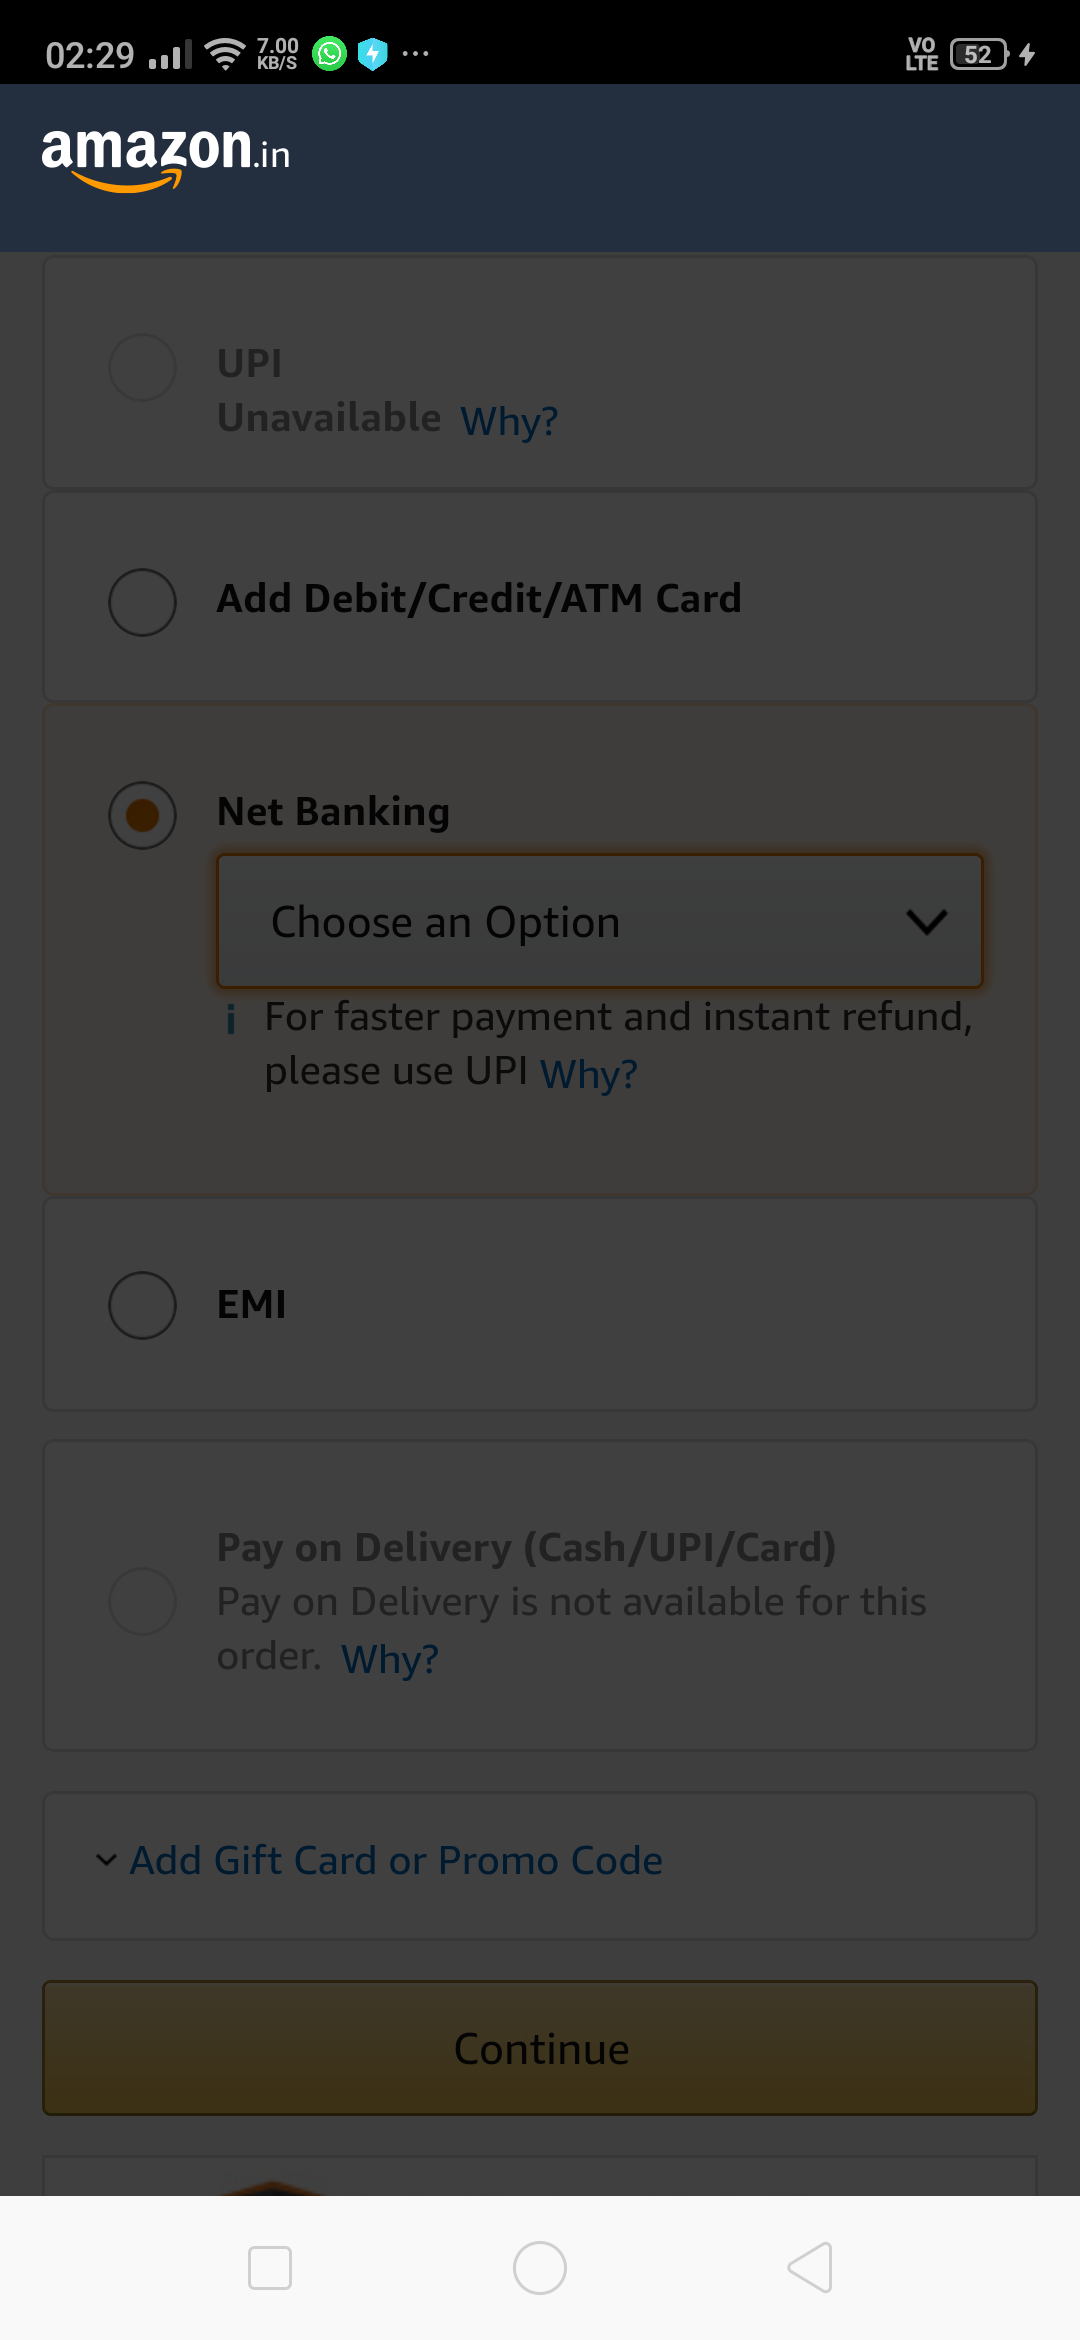 02:29 7.00 KB/S ... VO LTE 52
amazon.in
UPI
Unavailable Why?
Add Debit/Credit/ATM Card
Net Banking
Choose an Option
i For faster payment and instant refund,
please use UPI Why?
EMI
Pay on Delivery (Cash/UPI/Card)
Pay on Delivery is not available for this
order. Why?
Add Gift Card or Promo Code
Continue